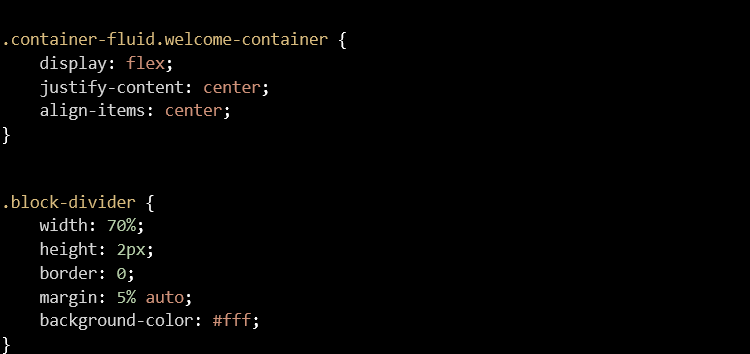 .container-fluid.welcome-container {
    display: flex;
    justify-content: center;
    align-items: center;
}
.block-divider {
    width: 70%;
    height: 2px;
    border: 0;
    margin: 5% auto;
    background-color: #fff;
}